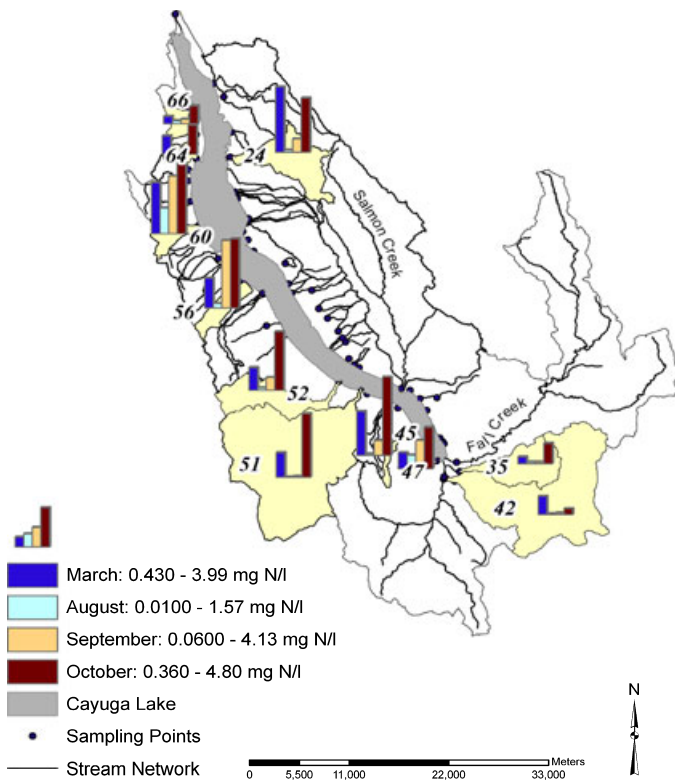 66
64
24
Salmon Creek
60
56
52
45
Fall Creek
51
47
35
42
March: 0.430 - 3.99 mg N/l
August: 0.0100 - 1.57 mg N/l
September: 0.0600 - 4.13 mg N/l
October: 0.360 - 4.80 mg N/l
Cayuga Lake
Sampling Points
Stream Network
N
Meters
0 5,500 11,000 22,000 33,000